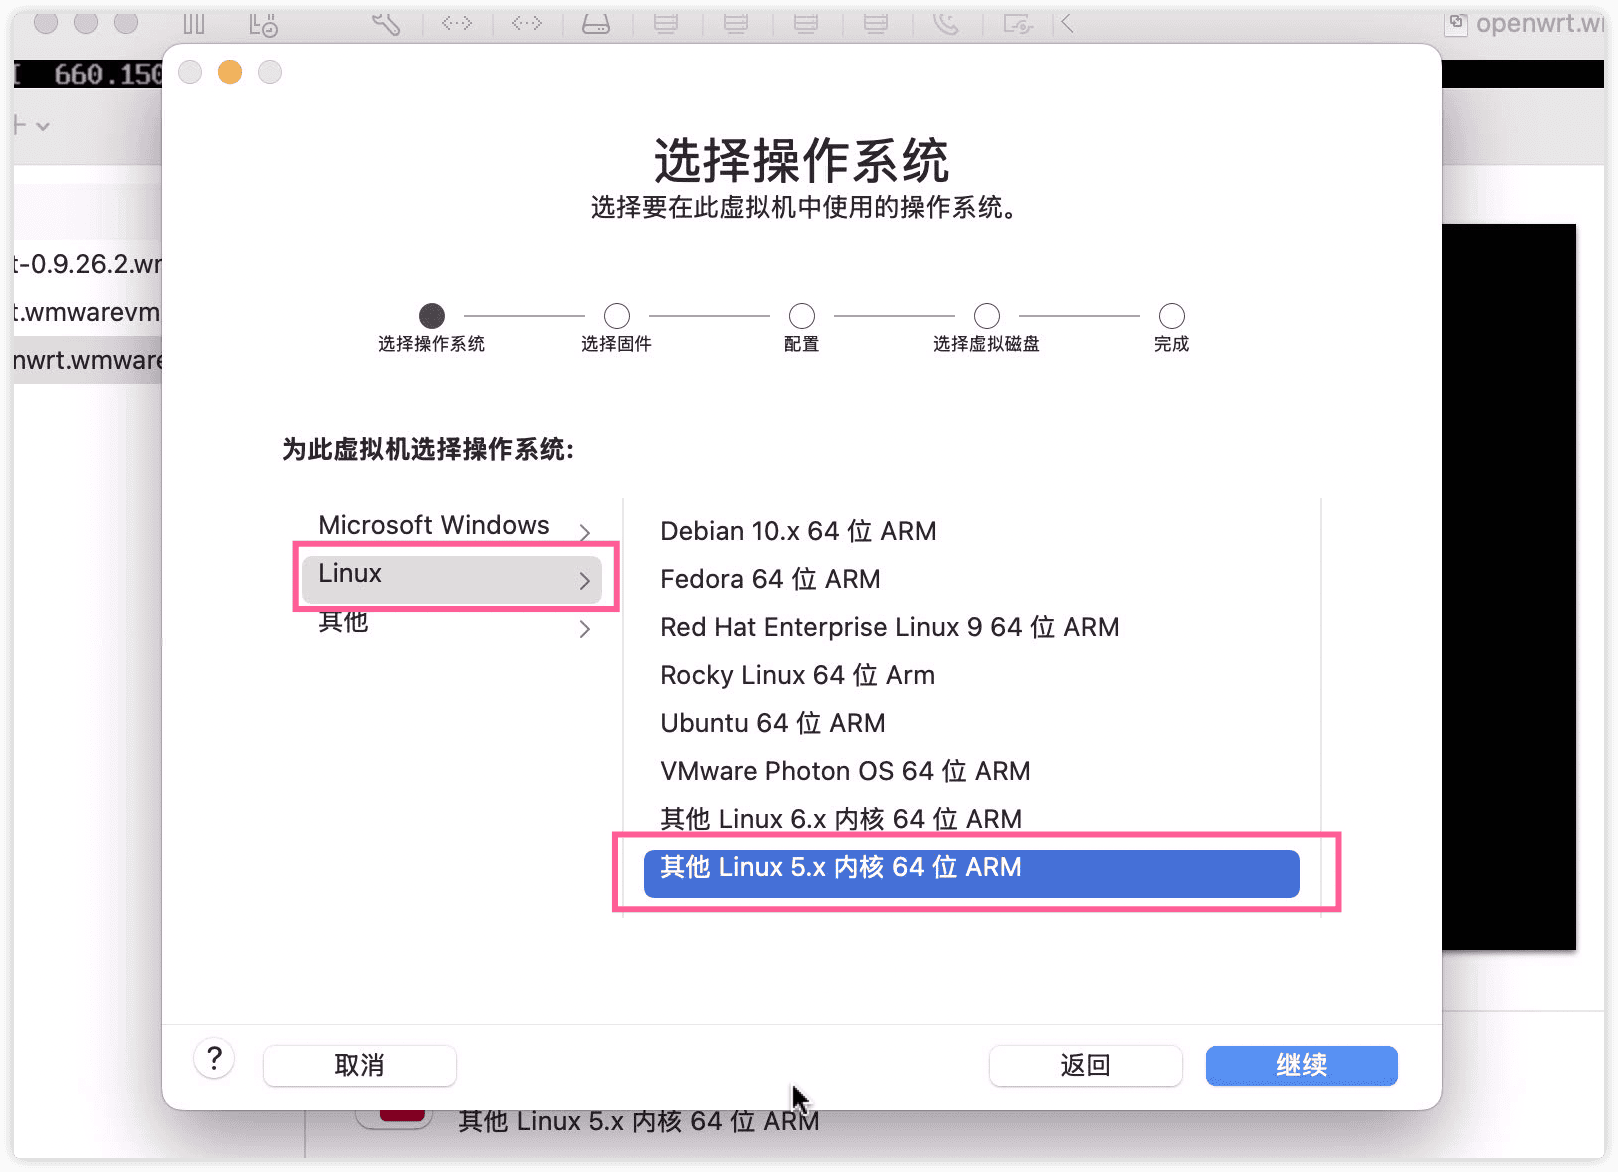 openwrt.w
660.150
选择操作系统
选择要在此虚拟机中使用的操作系统。
t-0.9.26.2.w
t.wmwarevm
nwrt.wmware
选择操作系统
选择固件
配置
选择虚拟磁盘
完成
为此虚拟机选择操作系统:
Microsoft Windows
Linux
其他
Debian 10.x 64 位 ARM
Fedora 64 位 ARM
Red Hat Enterprise Linux 9 64 位 ARM
Rocky Linux 64 位 Arm
Ubuntu 64 位 ARM
VMware Photon OS 64 位 ARM
其他 Linux 6.x 内核 64 位 ARM
其他 Linux 5.x 内核 64 位 ARM
?
取消
返回
继续
其他 Linux 5.x 内核 64 位 ARM